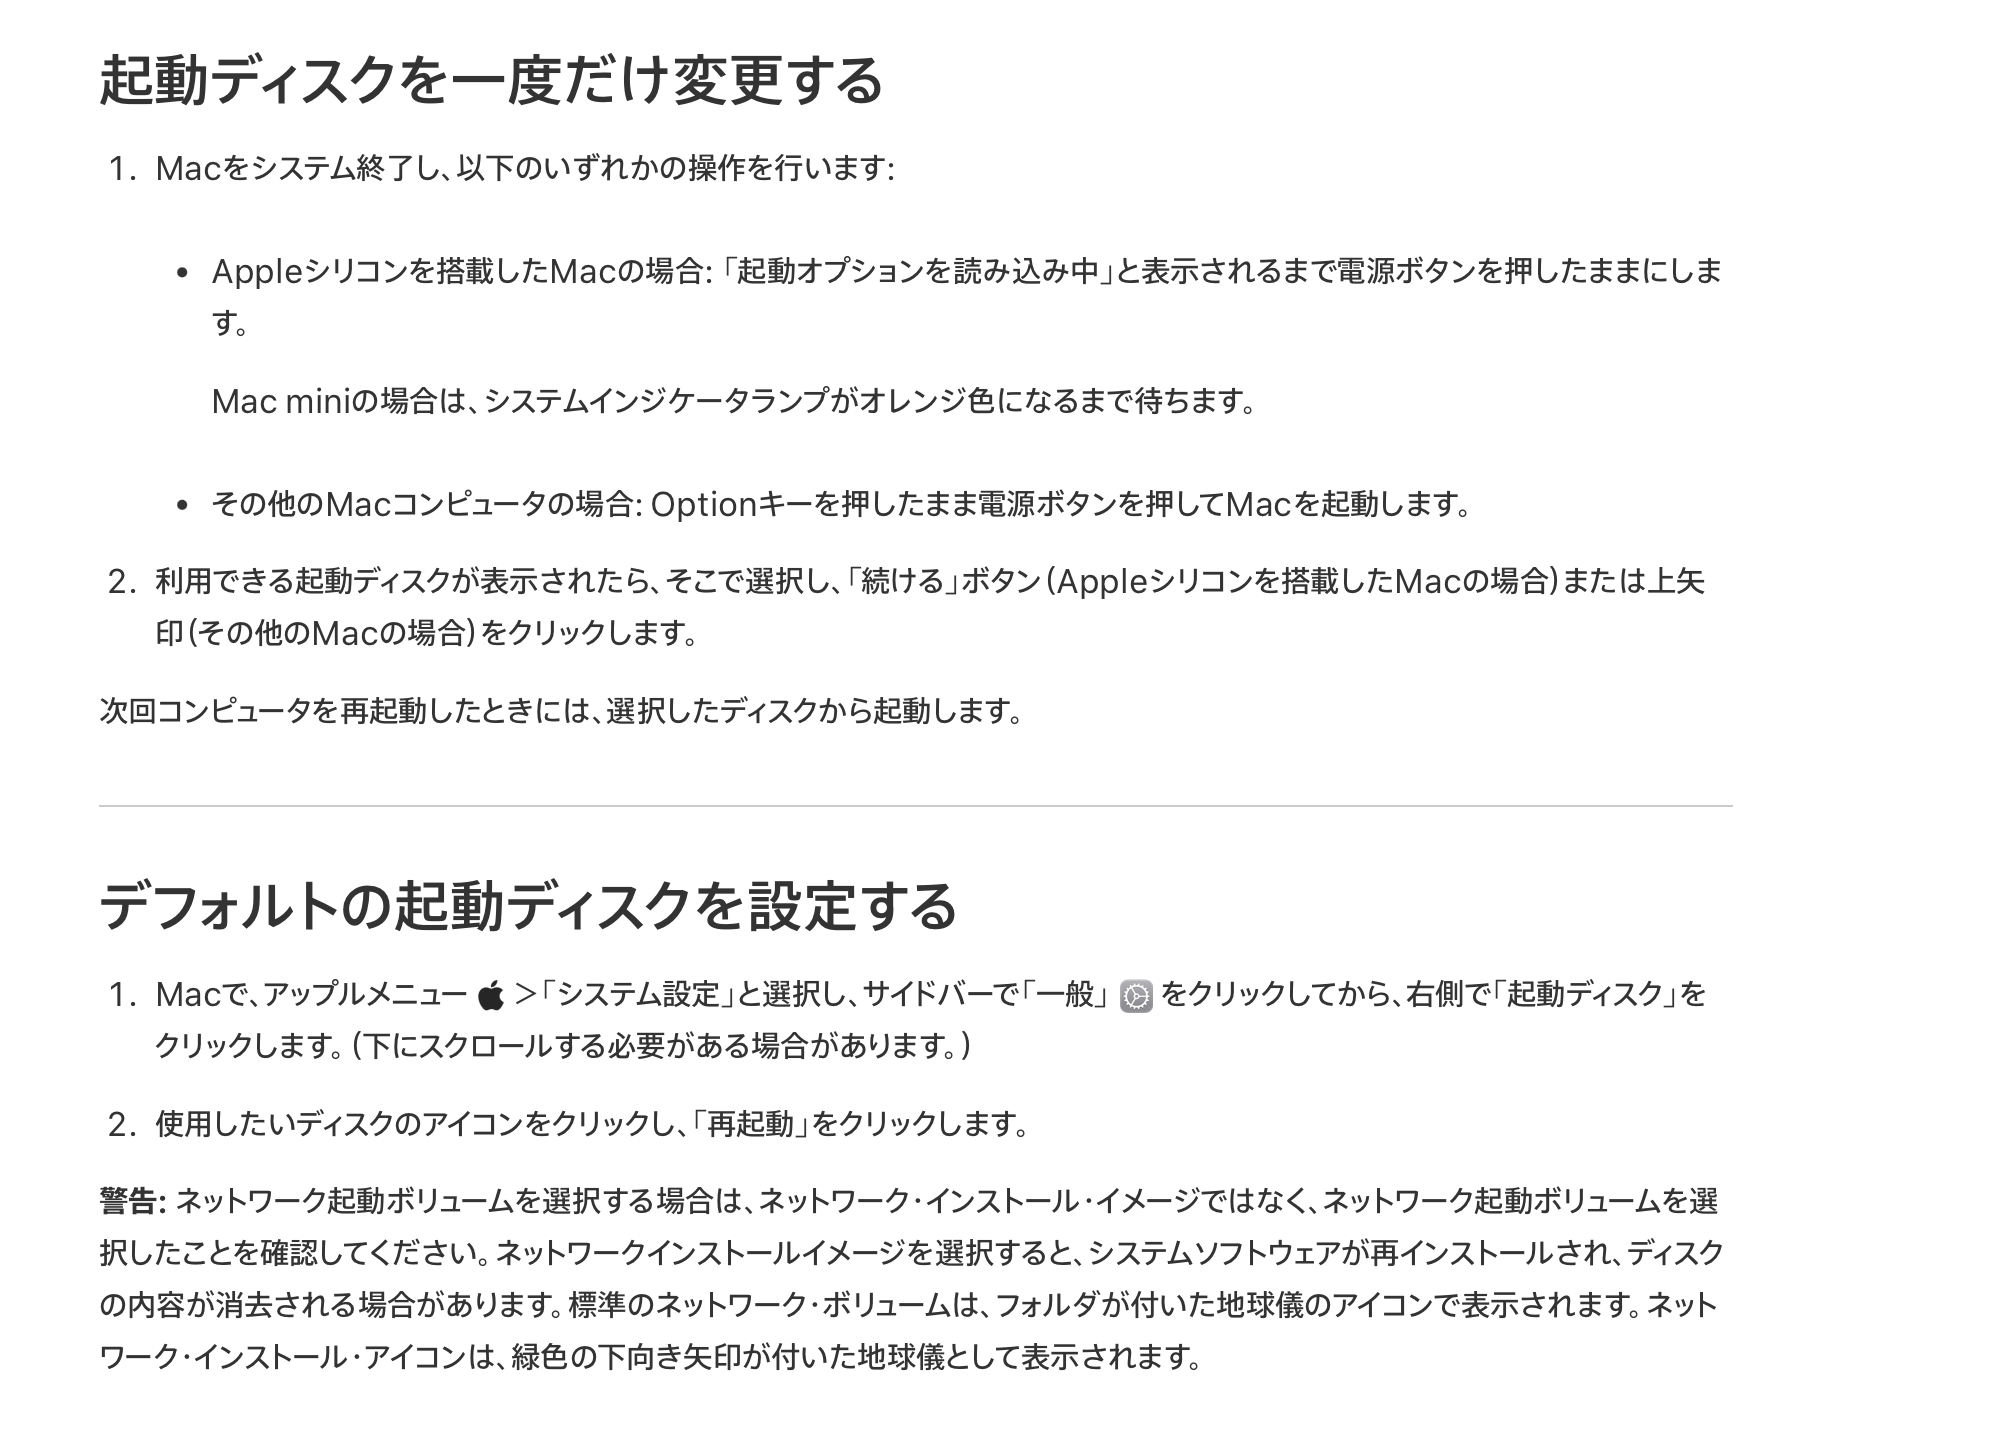 起動ディスクを一度だけ変更する
1. Macをシステム終了し、以下のいずれかの操作を行います:
• Appleシリコンを搭載したMacの場合: 「起動オプションを読み込み中」と表示されるまで電源ボタンを押したままにしま
す。
Mac miniの場合は、システムインジケータランプがオレンジ色になるまで待ちます。
• その他のMacコンピュータの場合: Optionキーを押したまま電源ボタンを押してMacを起動します。
2. 利用できる起動ディスクが表示されたら、そこで選択し、「続ける」ボタン(Appleシリコンを搭載したMacの場合)または上矢
印(その他のMacの場合)をクリックします。
次回コンピュータを再起動したときには、選択したディスクから起動します。
デフォルトの起動ディスクを設定する
1. Macで、アップルメニュー  >「システム設定」と選択し、サイドバーで「一般」 をクリックしてから、右側で「起動ディスク」を
クリックします。(下にスクロールする必要がある場合があります。)
2. 使用したいディスクのアイコンをクリックし、「再起動」をクリックします。
警告: ネットワーク起動ボリュームを選択する場合は、ネットワーク・インストール・イメージではなく、ネットワーク起動ボリュームを選
択したことを確認してください。ネットワークインストールイメージを選択すると、システムソフトウェアが再インストールされ、ディスク
の内容が消去される場合があります。標準のネットワーク・ボリュームは、フォルダが付いた地球儀のアイコンで表示されます。ネット
ワーク・インストール・アイコンは、緑色の下向き矢印が付いた地球儀として表示されます。